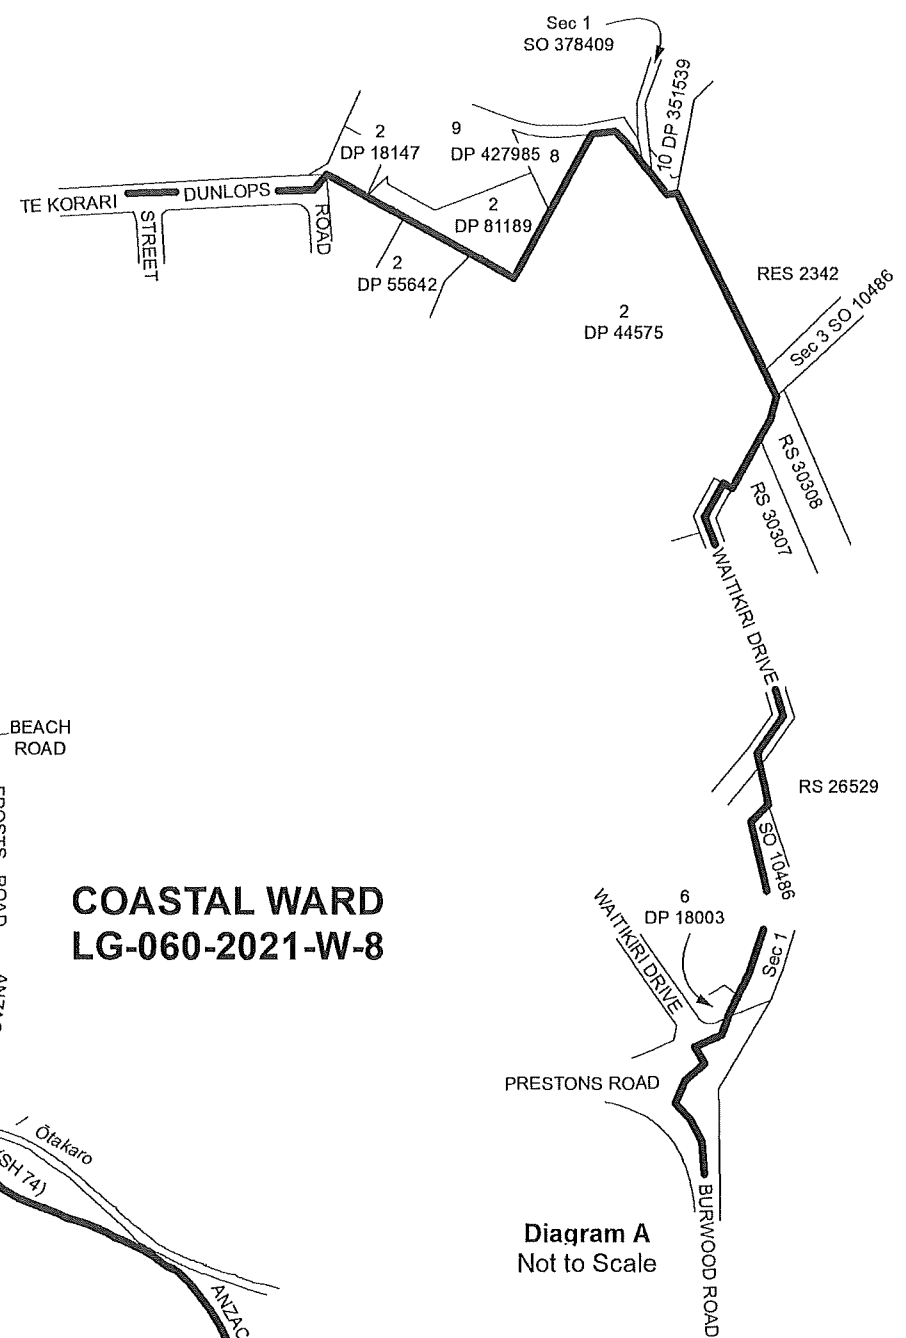 Sec 1
SO 378409
10 DP 351539
2
DP 18147
9
DP 427985 8
TE KORARI
STREET
DUNLOPS
ROAD
2
DP 81189
2
DP 55642
2
DP 44575
RES 2342
Sec 3 SO 10486
RS 30308
RS 30307
WAITIKIRI DRIVE
BEACH
ROAD
RS 26529
SO 10486
FROSTS ROAD
COASTAL WARD
LG-060-2021-W-8
6
DP 18003
WAITIKIRI DRIVE
Sec 1
PRESTONS ROAD
Ōtakaro
(SH 74)
ANZAC
Diagram A
Not to Scale
BURWOOD ROAD